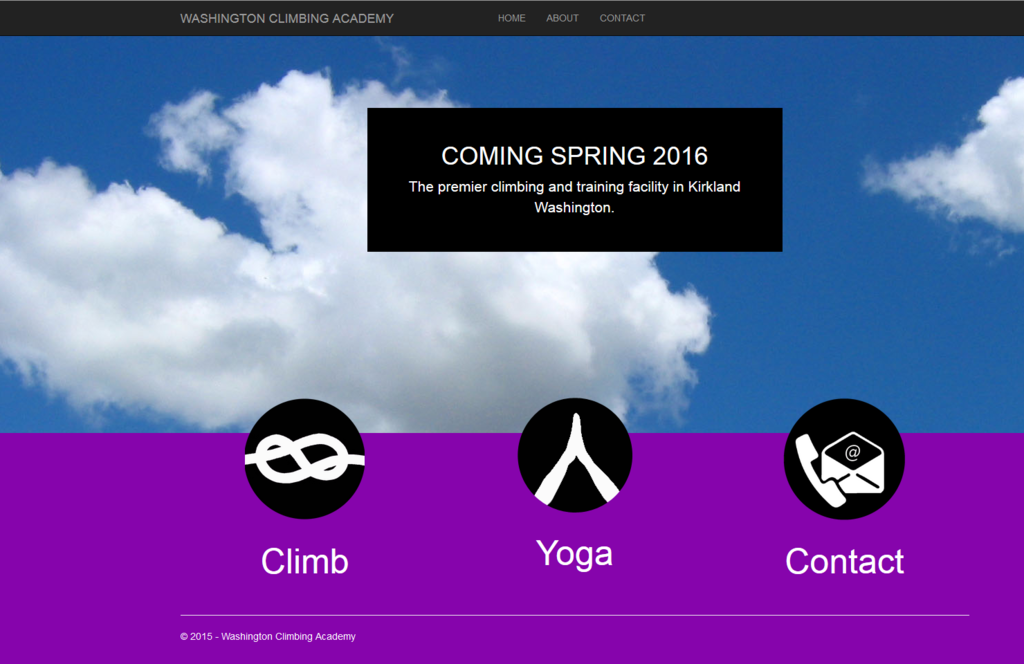 WASHINGTON CLIMBING ACADEMY HOME ABOUT CONTACT
COMING SPRING 2016
The premier climbing and training facility in Kirkland
Washington.
@
Climb Yoga Contact
© 2015 - Washington Climbing Academy